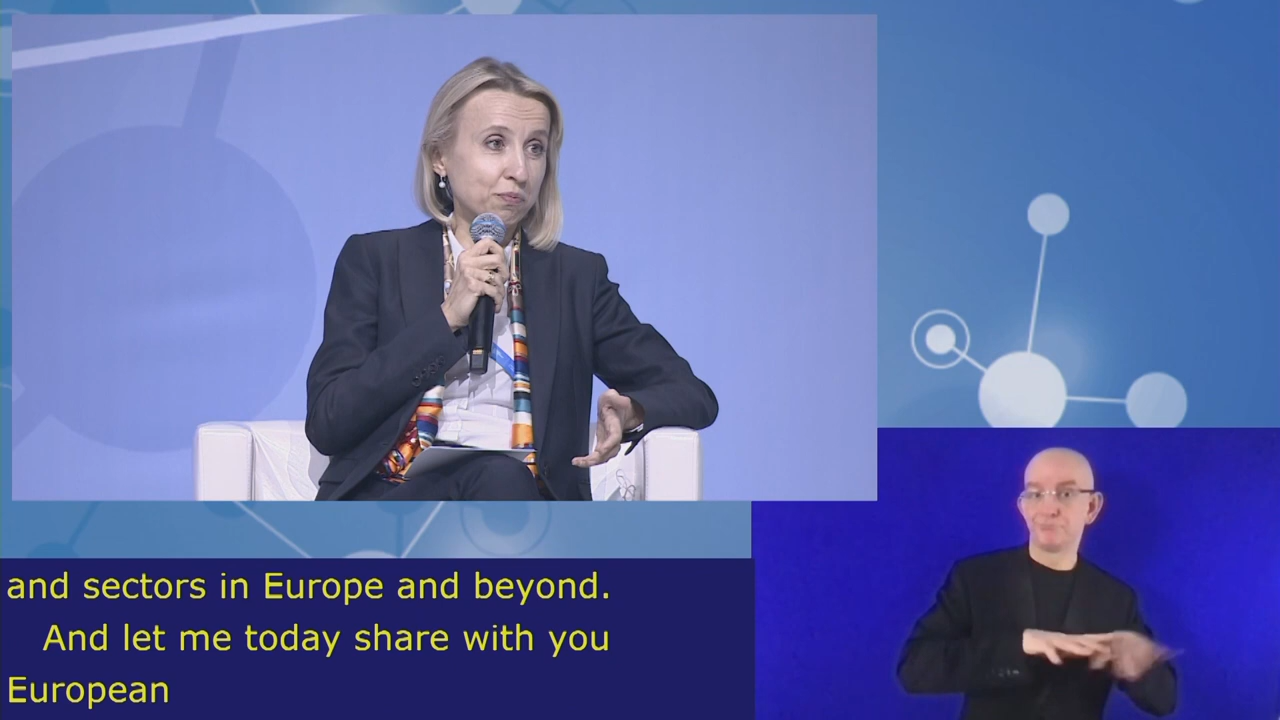 and sectors in Europe and beyond.
And let me today share with you
European